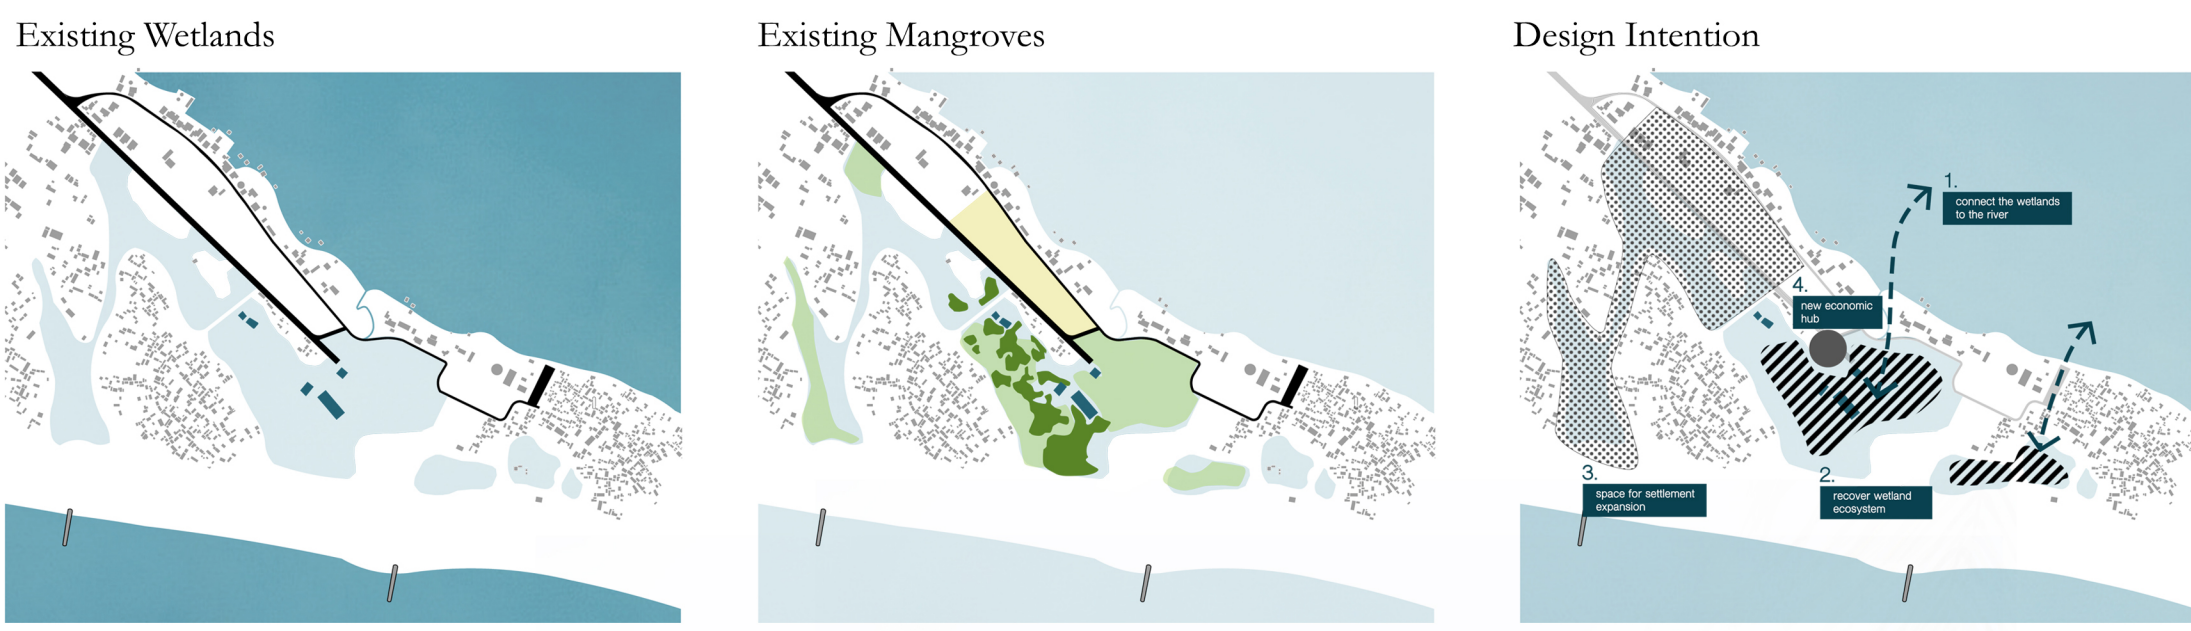 Existing Wetlands
Existing Mangroves
Design Intention
1.
connect the wetlands
to the river
4.
new economic
hub
3.
space for settlement
expansion
2.
recover wetland
ecosystem